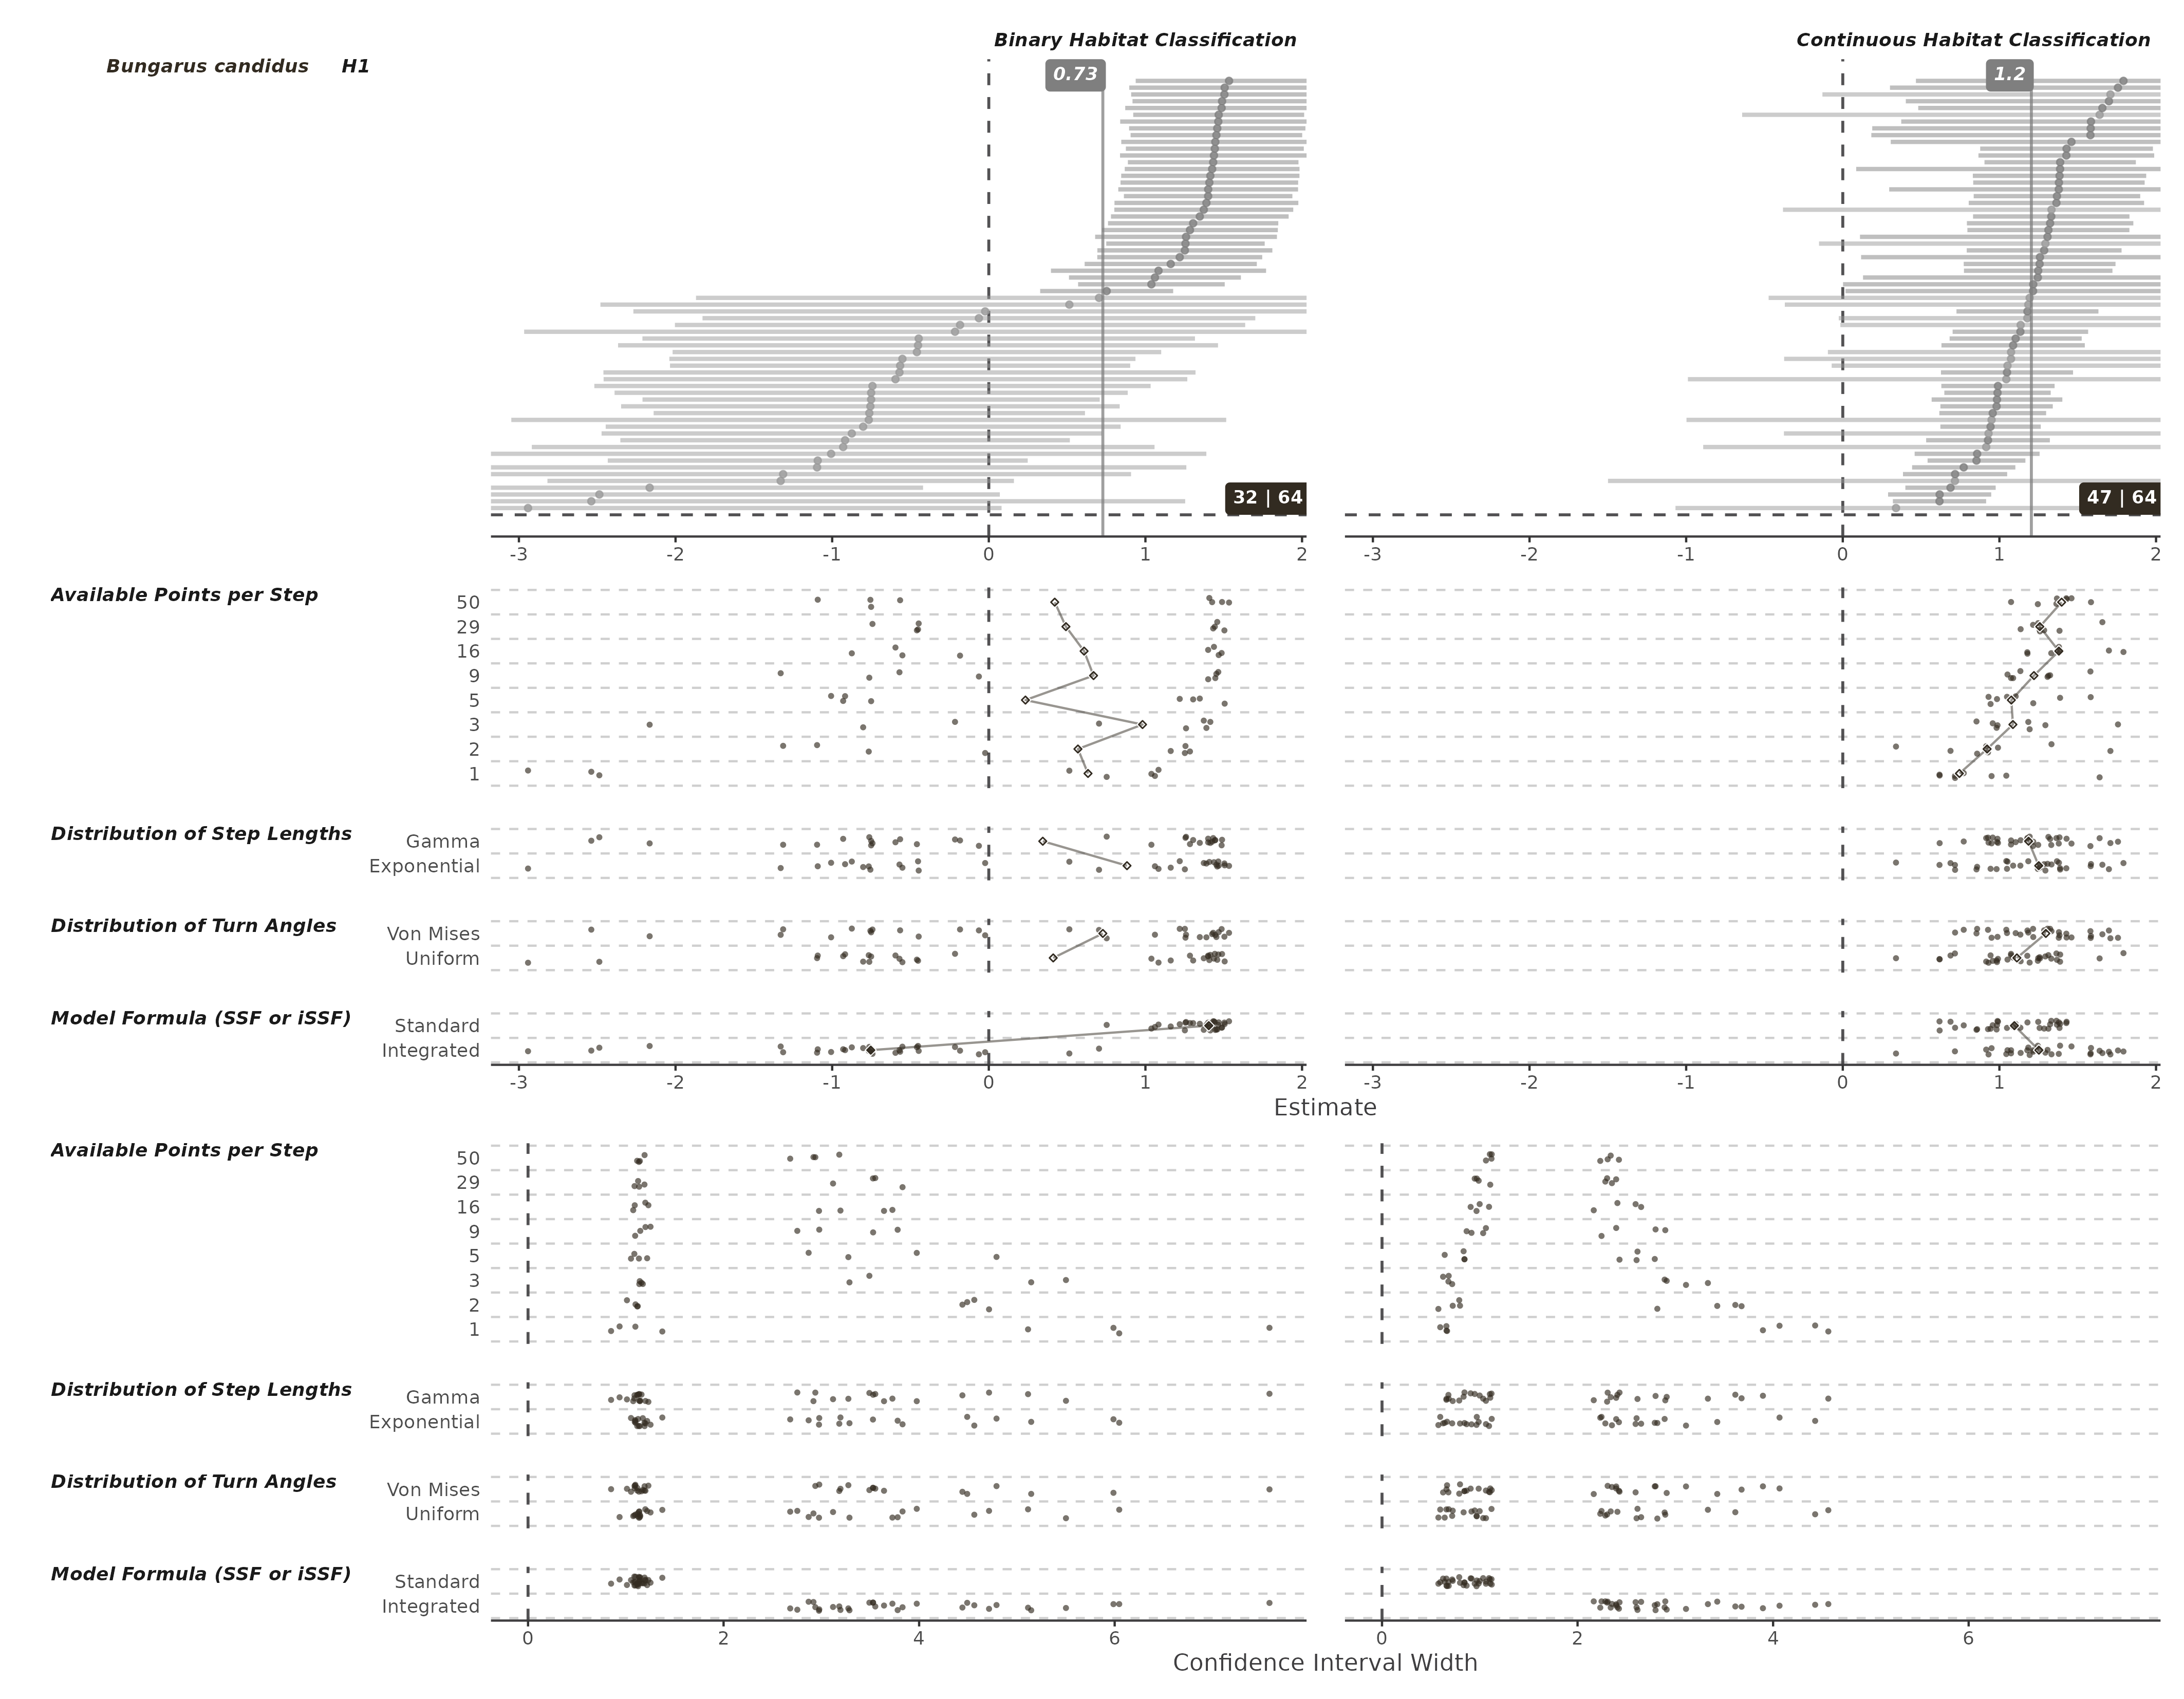 Binary Habitat Classification Continuous Habitat Classification
Bungarus candidus H1
0.73 1.2
32 | 64 47 | 64
-3 -2 -1 0 1 2 -3 -2 -1 0 1 2
Available Points per Step
50
29
16
9
5
3
2
1
Distribution of Step Lengths
Gamma
Exponential
Distribution of Turn Angles
Von Mises
Uniform
Model Formula (SSF or iSSF)
Standard
Integrated
-3 -2 -1 0 1 2 -3 -2 -1 0 1 2
Estimate
Available Points per Step
50
29
16
9
5
3
2
1
Distribution of Step Lengths
Gamma
Exponential
Distribution of Turn Angles
Von Mises
Uniform
Model Formula (SSF or iSSF)
Standard
Integrated
0 2 4 6 0 2 4 6
Confidence Interval Width